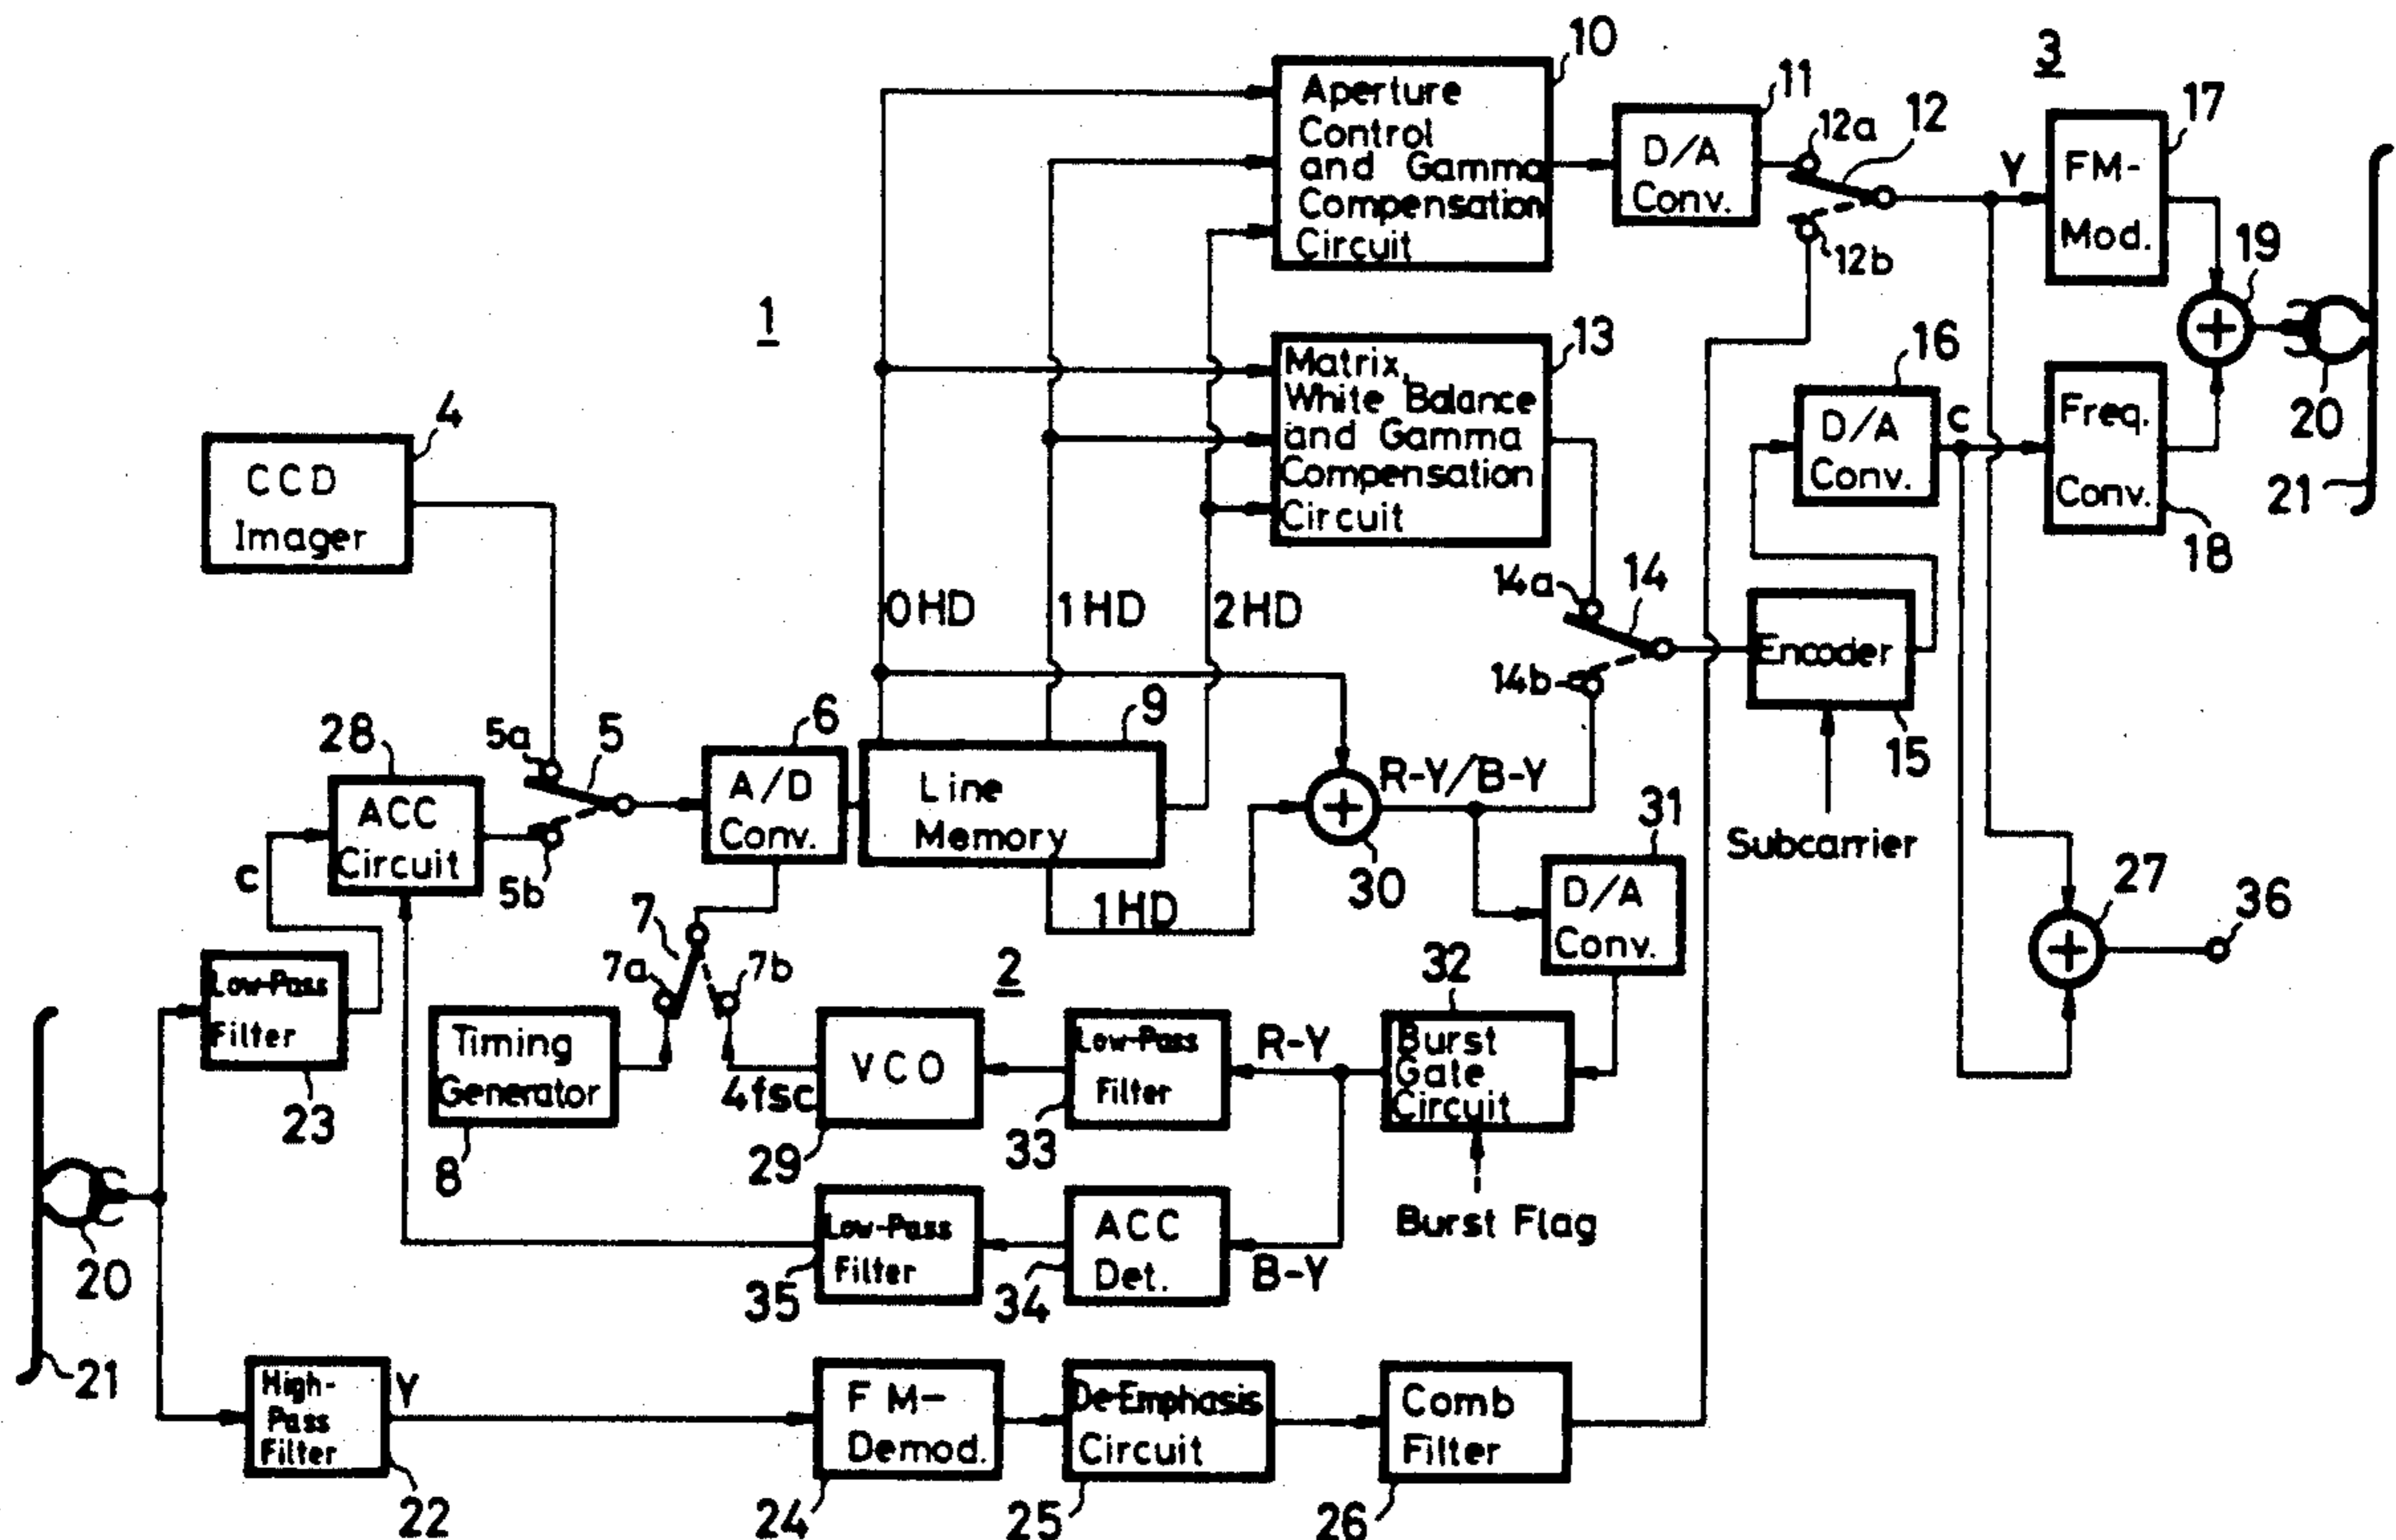 10
3
Aperture
Control
and Gamma
Compensation
Circuit
11
D/A
Conv.
12a
12
12b
Y
17
FM-
Mod.
19
1
13
Matrix,
White Balance
and Gamma
Compensation
Circuit
16
D/A
Conv.
C
Freq.
Conv.
18
20
21
4
CCD
Imager
0HD
1HD
2HD
14a
14
14b
Encoder
15
Subcarrier
28
ACC
Circuit
C
5a
5
5b
6
A/D
Conv.
9
Line
Memory
1HD
R-Y/B-Y
30
31
D/A
Conv.
27
36
7
7a
7b
2
32
Low-Pass
Filter
23
Timing
Generator
8
4fsc
VCO
29
Low-Pass
Filter
33
R-Y
Burst
Gate
Circuit
Burst Flag
20
21
Low-Pass
Filter
35
ACC
Det.
34
B-Y
High-
Pass
Filter
22
Y
FM-
Demod.
24
De-Emphasis
Circuit
25
Comb
Filter
26